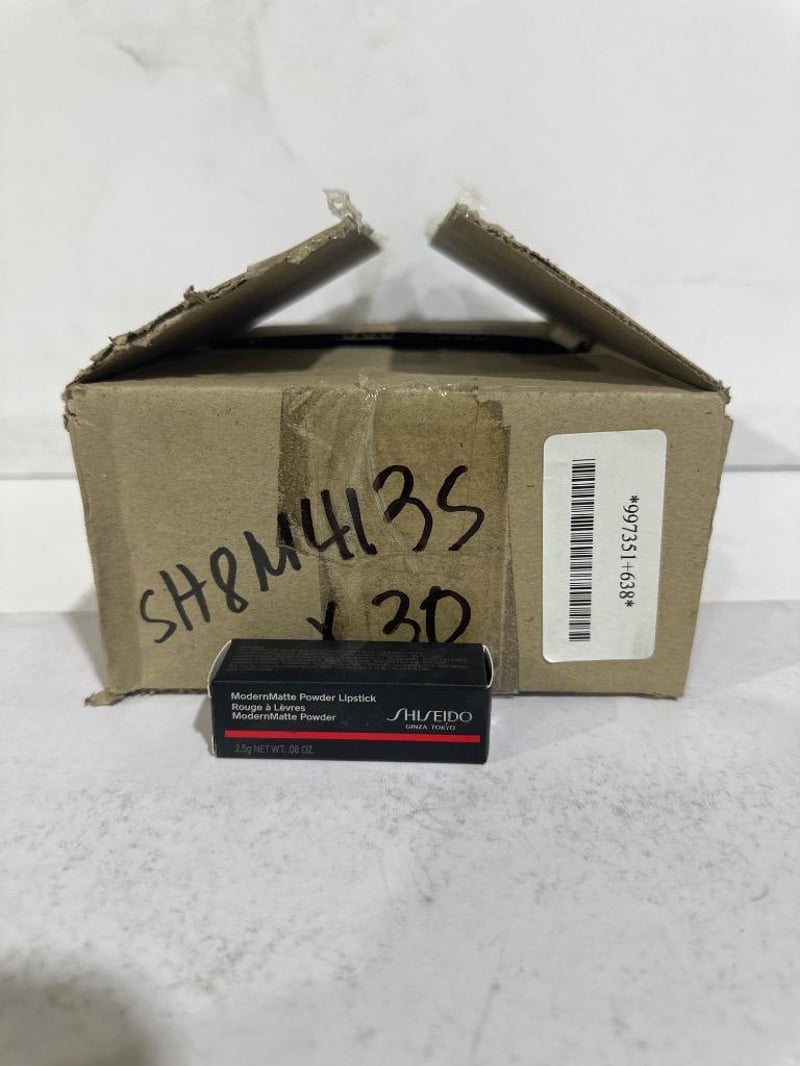 SH8M413S
x 30
*997351+638*
ModernMatte Powder Lipstick
Rouge à Lèvres
ModernMatte Powder
SHISEIDO
GINZA TOKYO
2.5g NET WT. .08 OZ.